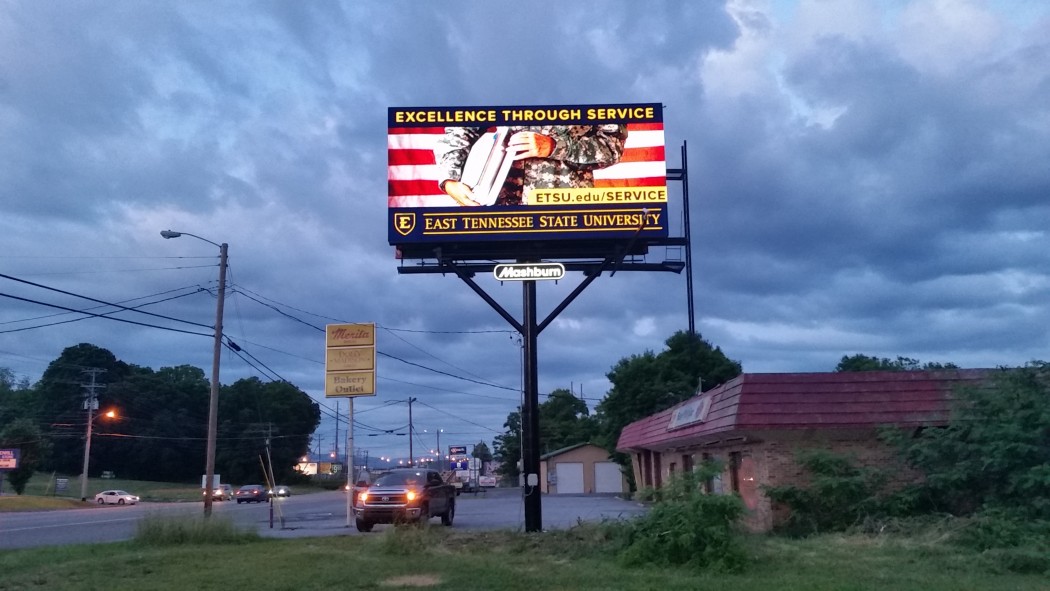 EXCELLENCE THROUGH SERVICE
ETSU.edu/SERVICE
E
EAST TENNESSEE STATE UNIVERSITY
Mashburn
Merita
Bakery
Outlet